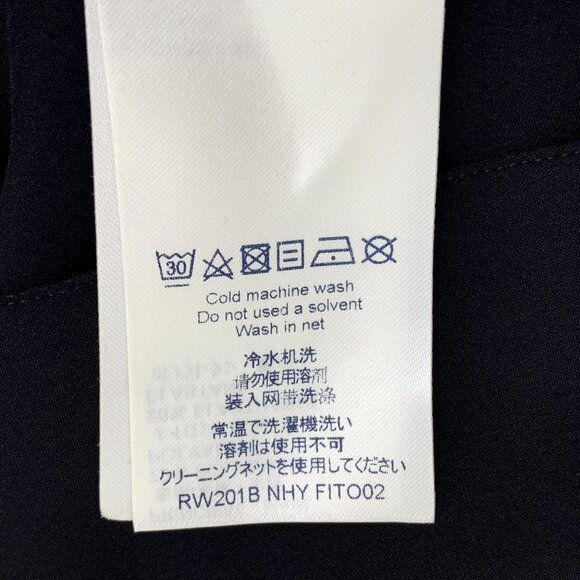 30
Cold machine wash
Do not used a solvent
Wash in net
冷水机洗
请勿使用溶剂
装入网带洗涤
常温で洗濯機洗い
溶剤は使用不可
クリーニングネットを使用してください
RW201B NHY FITO02